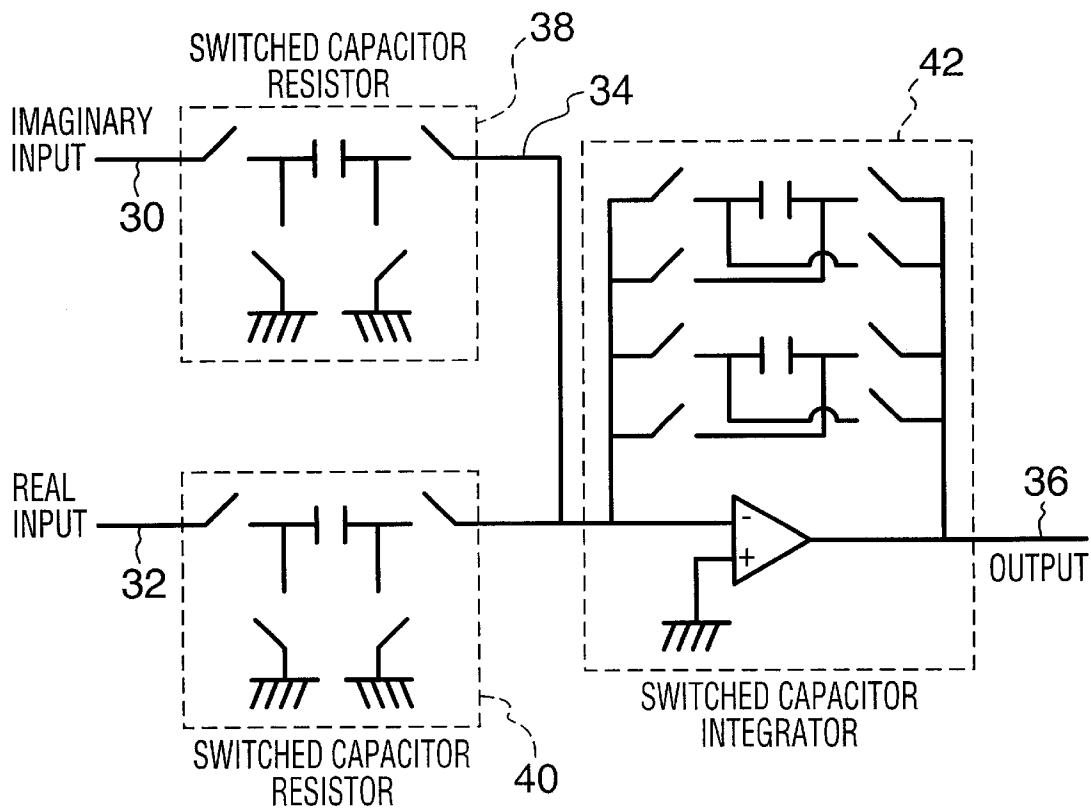 SWITCHED CAPACITOR
RESISTOR
38
34
42
IMAGINARY
INPUT
30
REAL
INPUT
32
-
+
36
OUTPUT
SWITCHED CAPACITOR
INTEGRATOR
SWITCHED CAPACITOR
RESISTOR
40